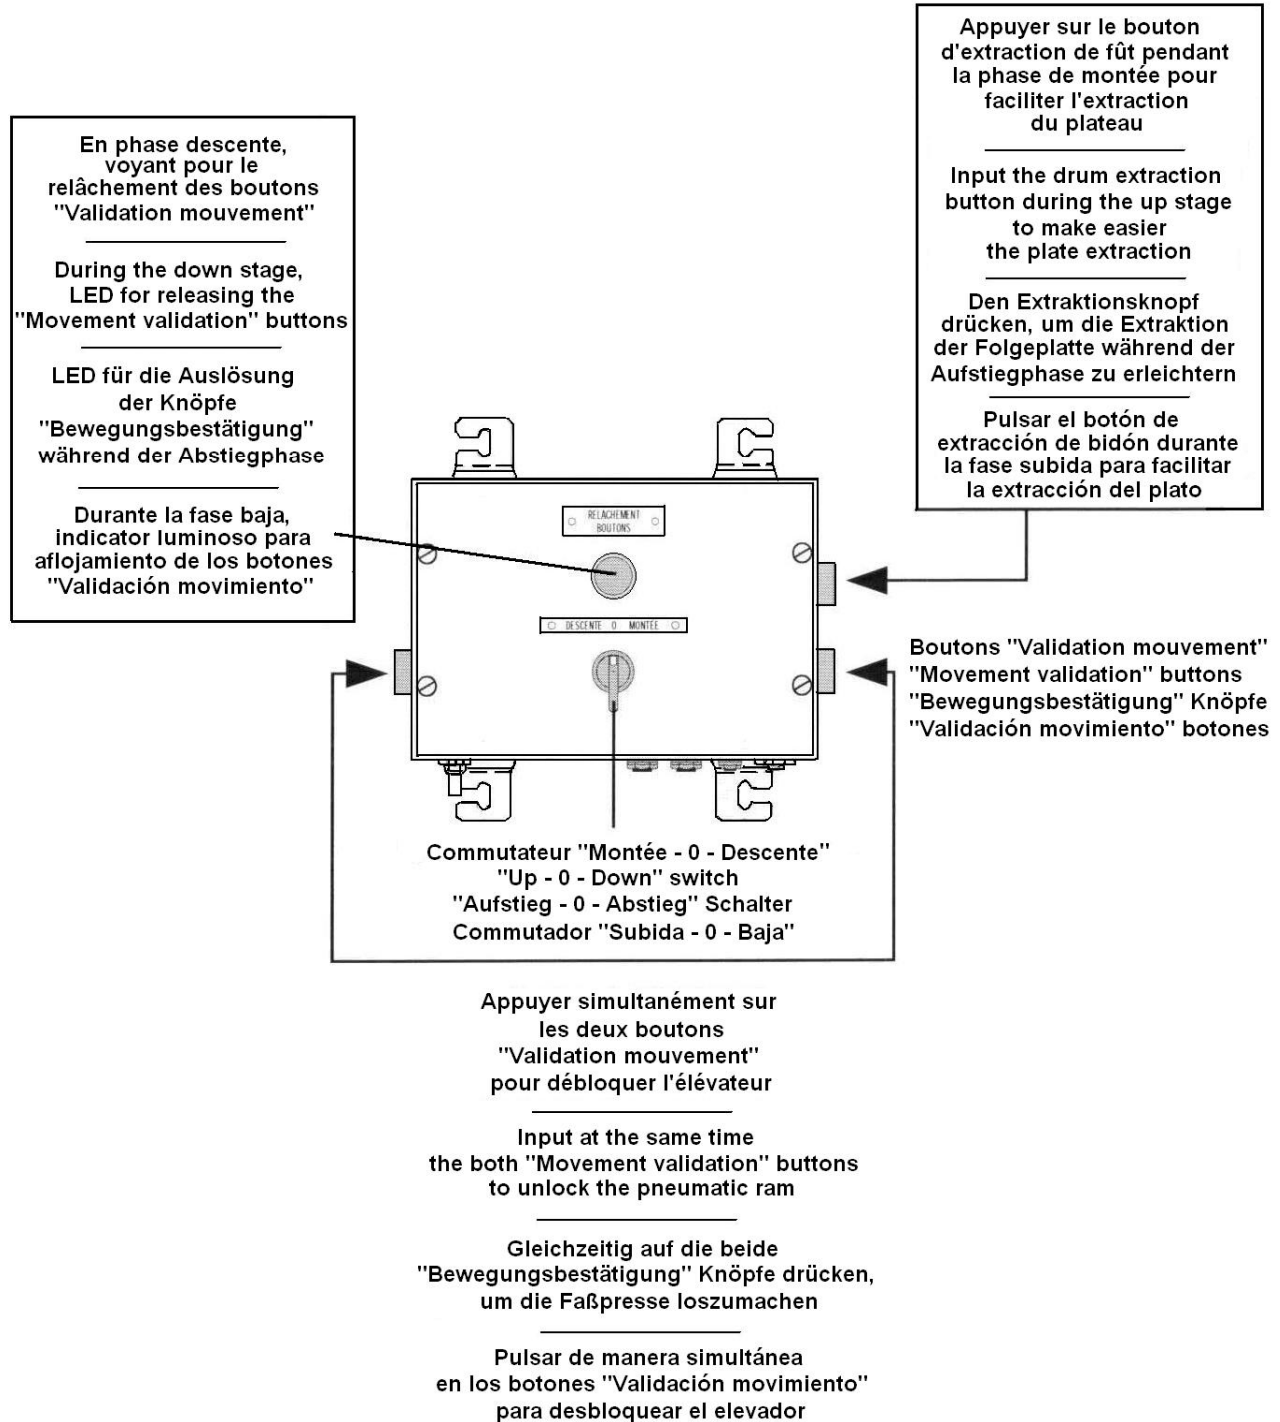 Appuyer sur le bouton
d'extraction de fût pendant
la phase de montée pour
faciliter l'extraction
du plateau
Input the drum extraction
button during the up stage
to make easier
the plate extraction
Den Extraktionsknopf
drücken, um die Extraktion
der Folgeplatte während der
Aufstiegphase zu erleichtern
Pulsar el botón de
extracción de bidón durante
la fase subida para facilitar
la extracción del plato
En phase descente,
voyant pour le
relâchement des boutons
"Validation mouvement"
During the down stage,
LED for releasing the
"Movement validation" buttons
LED für die Auslösung
der Knöpfe
"Bewegungsbestätigung"
während der Abstiegphase
Durante la fase baja,
indicator luminoso para
aflojamiento de los botones
"Validación movimiento"
RELACHEMENT
BOUTONS
DESCENTE 0 MONTÉE
Boutons "Validation mouvement"
"Movement validation" buttons
"Bewegungsbestätigung" Knöpfe
"Validación movimiento" botones
Commutateur "Montée - 0 - Descente"
"Up - 0 - Down" switch
"Aufstieg - 0 - Abstieg" Schalter
Commutador "Subida - 0 - Baja"
Appuyer simultanément sur
les deux boutons
"Validation mouvement"
pour débloquer l'élévateur
Input at the same time
the both "Movement validation" buttons
to unlock the pneumatic ram
Gleichzeitig auf die beide
"Bewegungsbestätigung" Knöpfe drücken,
um die Faßpresse loszumachen
Pulsar de manera simultánea
en los botones "Validación movimiento"
para desbloquear el elevador